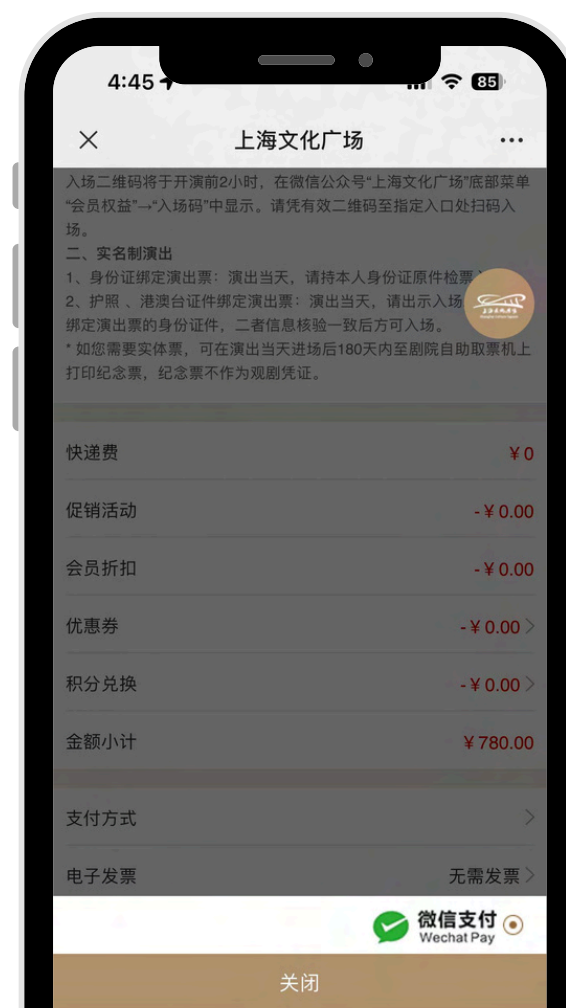 4:45
85
上海文化广场
入场二维码将于开演前2小时，在微信公众号“上海文化广场”底部菜单
“会员权益”→“入场码”中显示。请凭有效二维码至指定入口处扫码入
场。
二、实名制演出
1、身份证绑定演出票：演出当天，请持本人身份证原件检票
2、护照 、港澳台证件绑定演出票：演出当天，请出示入场
绑定演出票的身份证件，二者信息核验一致后方可入场。
* 如您需要实体票，可在演出当天进场后180天内至剧院自助取票机上
打印纪念票，纪念票不作为观剧凭证。
快递费 ¥0
促销活动 -¥0.00
会员折扣 -¥0.00
优惠券 -¥0.00
积分兑换 -¥0.00
金额小计 ¥780.00
支付方式
电子发票 无需发票
微信支付
Wechat Pay
关闭